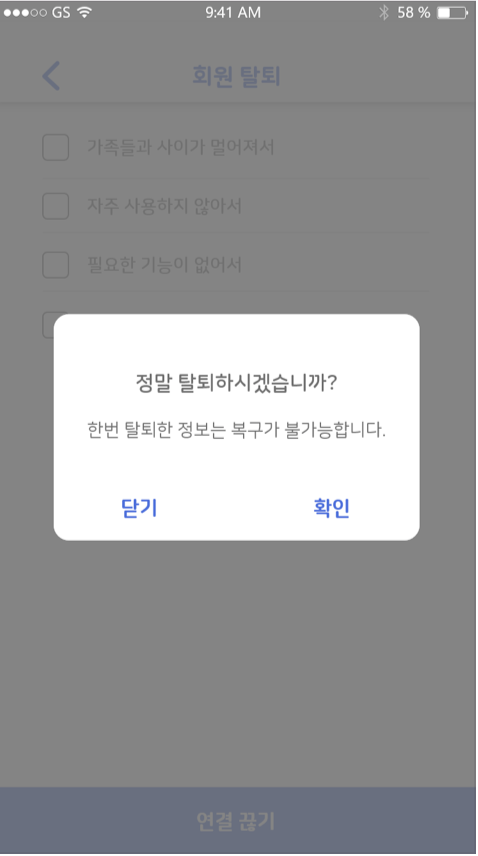 GS 9:41 AM 58 %
회원 탈퇴
가족들과 사이가 멀어져서
자주 사용하지 않아서
필요한 기능이 없어서
정말 탈퇴하시겠습니까?
한번 탈퇴한 정보는 복구가 불가능합니다.
닫기 확인
연결 끊기